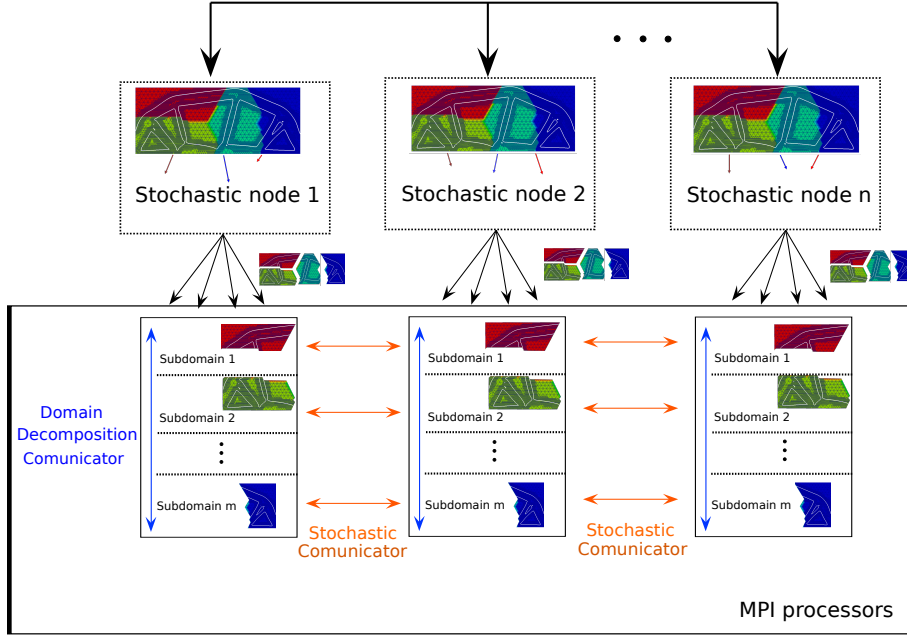 Stochastic node 1
Stochastic node 2
Stochastic node n
Subdomain 1
Subdomain 1
Subdomain 1
Subdomain 2
Subdomain 2
Subdomain 2
Domain
Decomposition
Comunicator
Subdomain m
Subdomain m
Subdomain m
Stochastic
Comunicator
Stochastic
Comunicator
MPI processors